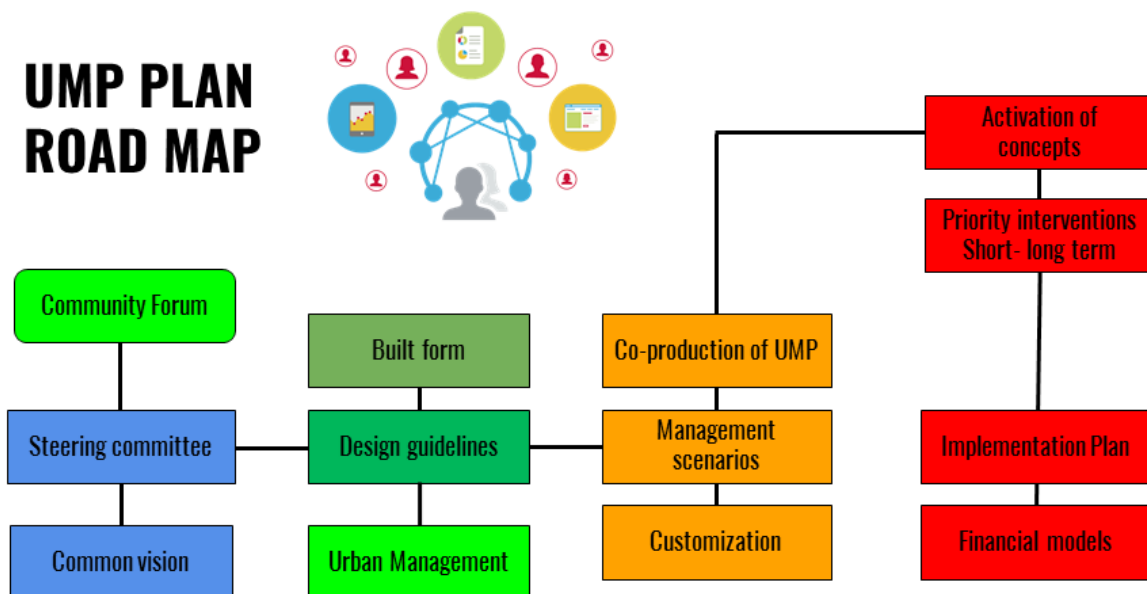 UMP PLAN
ROAD MAP
Community Forum
Steering committee
Common vision
Built form
Design guidelines
Urban Management
Co-production of UMP
Management
scenarios
Customization
Activation of
concepts
Priority interventions
Short- long term
Implementation Plan
Financial models